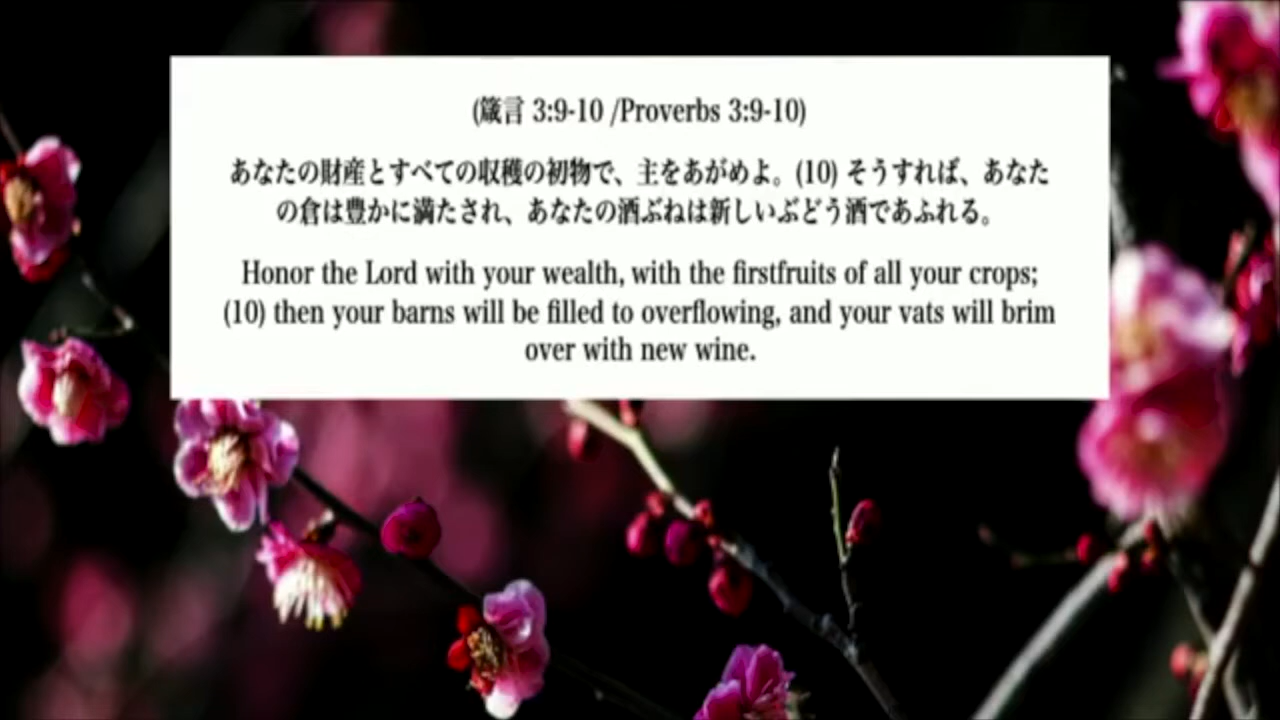 (箴言 3:9-10 /Proverbs 3:9-10)
あなたの財産とすべての収穫の初物で、主をあがめよ。(10) そうすれば、あなた
の倉は豊かに満たされ、あなたの酒ぶねは新しいぶどう酒であふれる。
Honor the Lord with your wealth, with the firstfruits of all your crops;
(10) then your barns will be filled to overflowing, and your vats will brim
over with new wine.